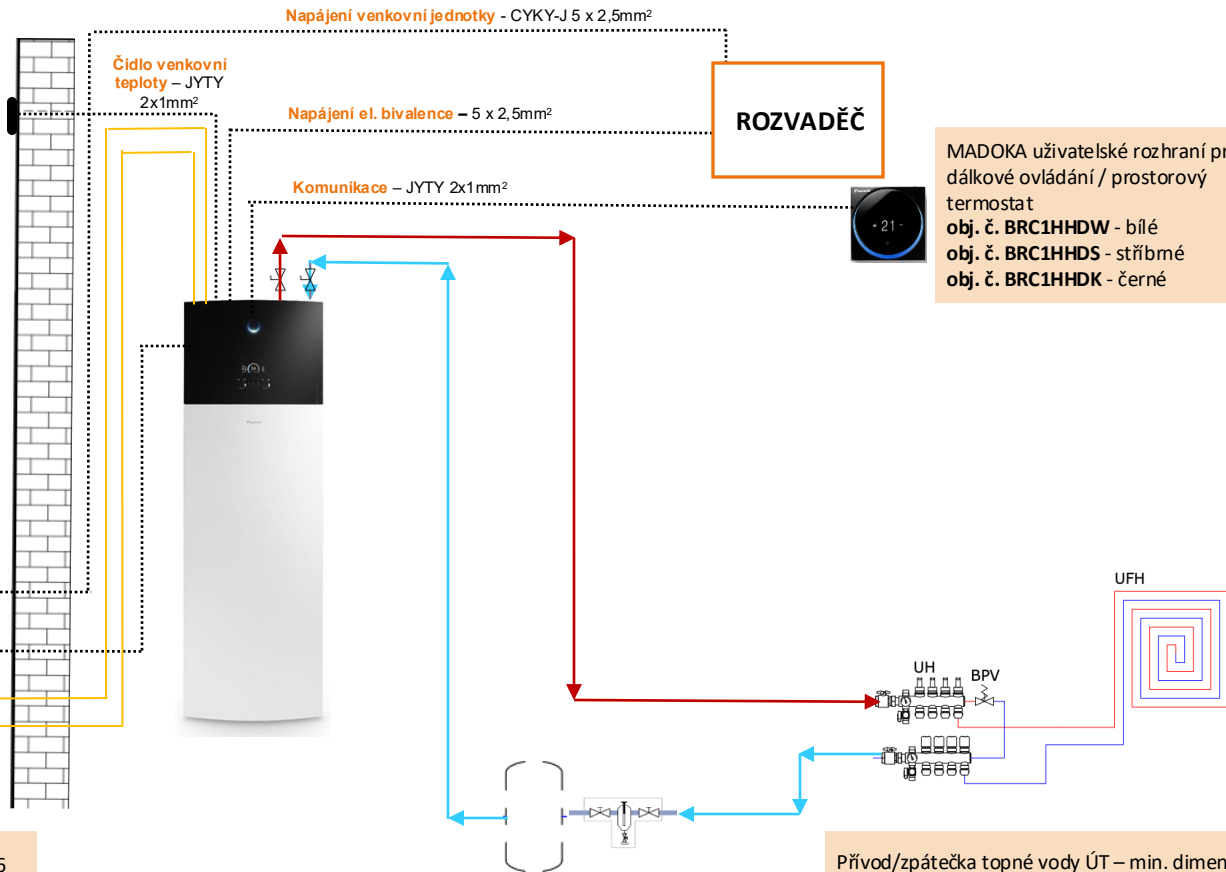 Napájení venkovní jednotky - CYKY-J 5 x 2,5mm²
Čidlo venkovní
teploty – JYTY
2x1mm²
Napájení el. bivalence – 5 x 2,5mm²
ROZVADĚČ
Komunikace – JYTY 2x1mm²
21
MADOKA uživatelské rozhraní pr
dálkové ovládání / prostorový
termostat
obj. č. BRC1HHDW - bílé
obj. č. BRC1HHDS - stříbrné
obj. č. BRC1HHDK - černé
UFH
UH
BPV
6
Přívod/zpátečka topné vody ÚT – min. dimen